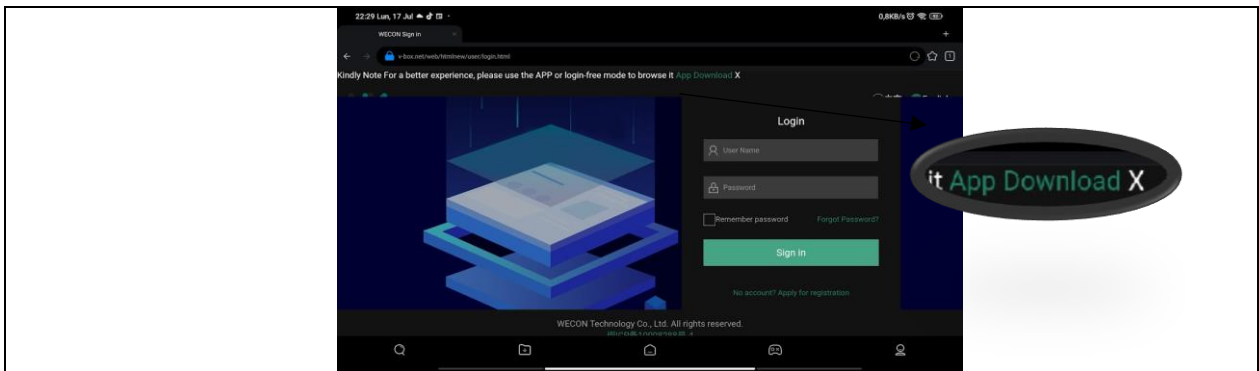 22:29 Lun, 17 Jul
0,8KB/s
WECON Sign in
v-box.net/web/htmlnew/user/login.html
Kindly Note For a better experience, please use the APP or login-free mode to browse it App Download X
Login
User Name
Password
Remember password Forgot Password?
Sign in
No account? Apply for registration
WECON Technology Co., Ltd. All rights reserved.
it App Download X